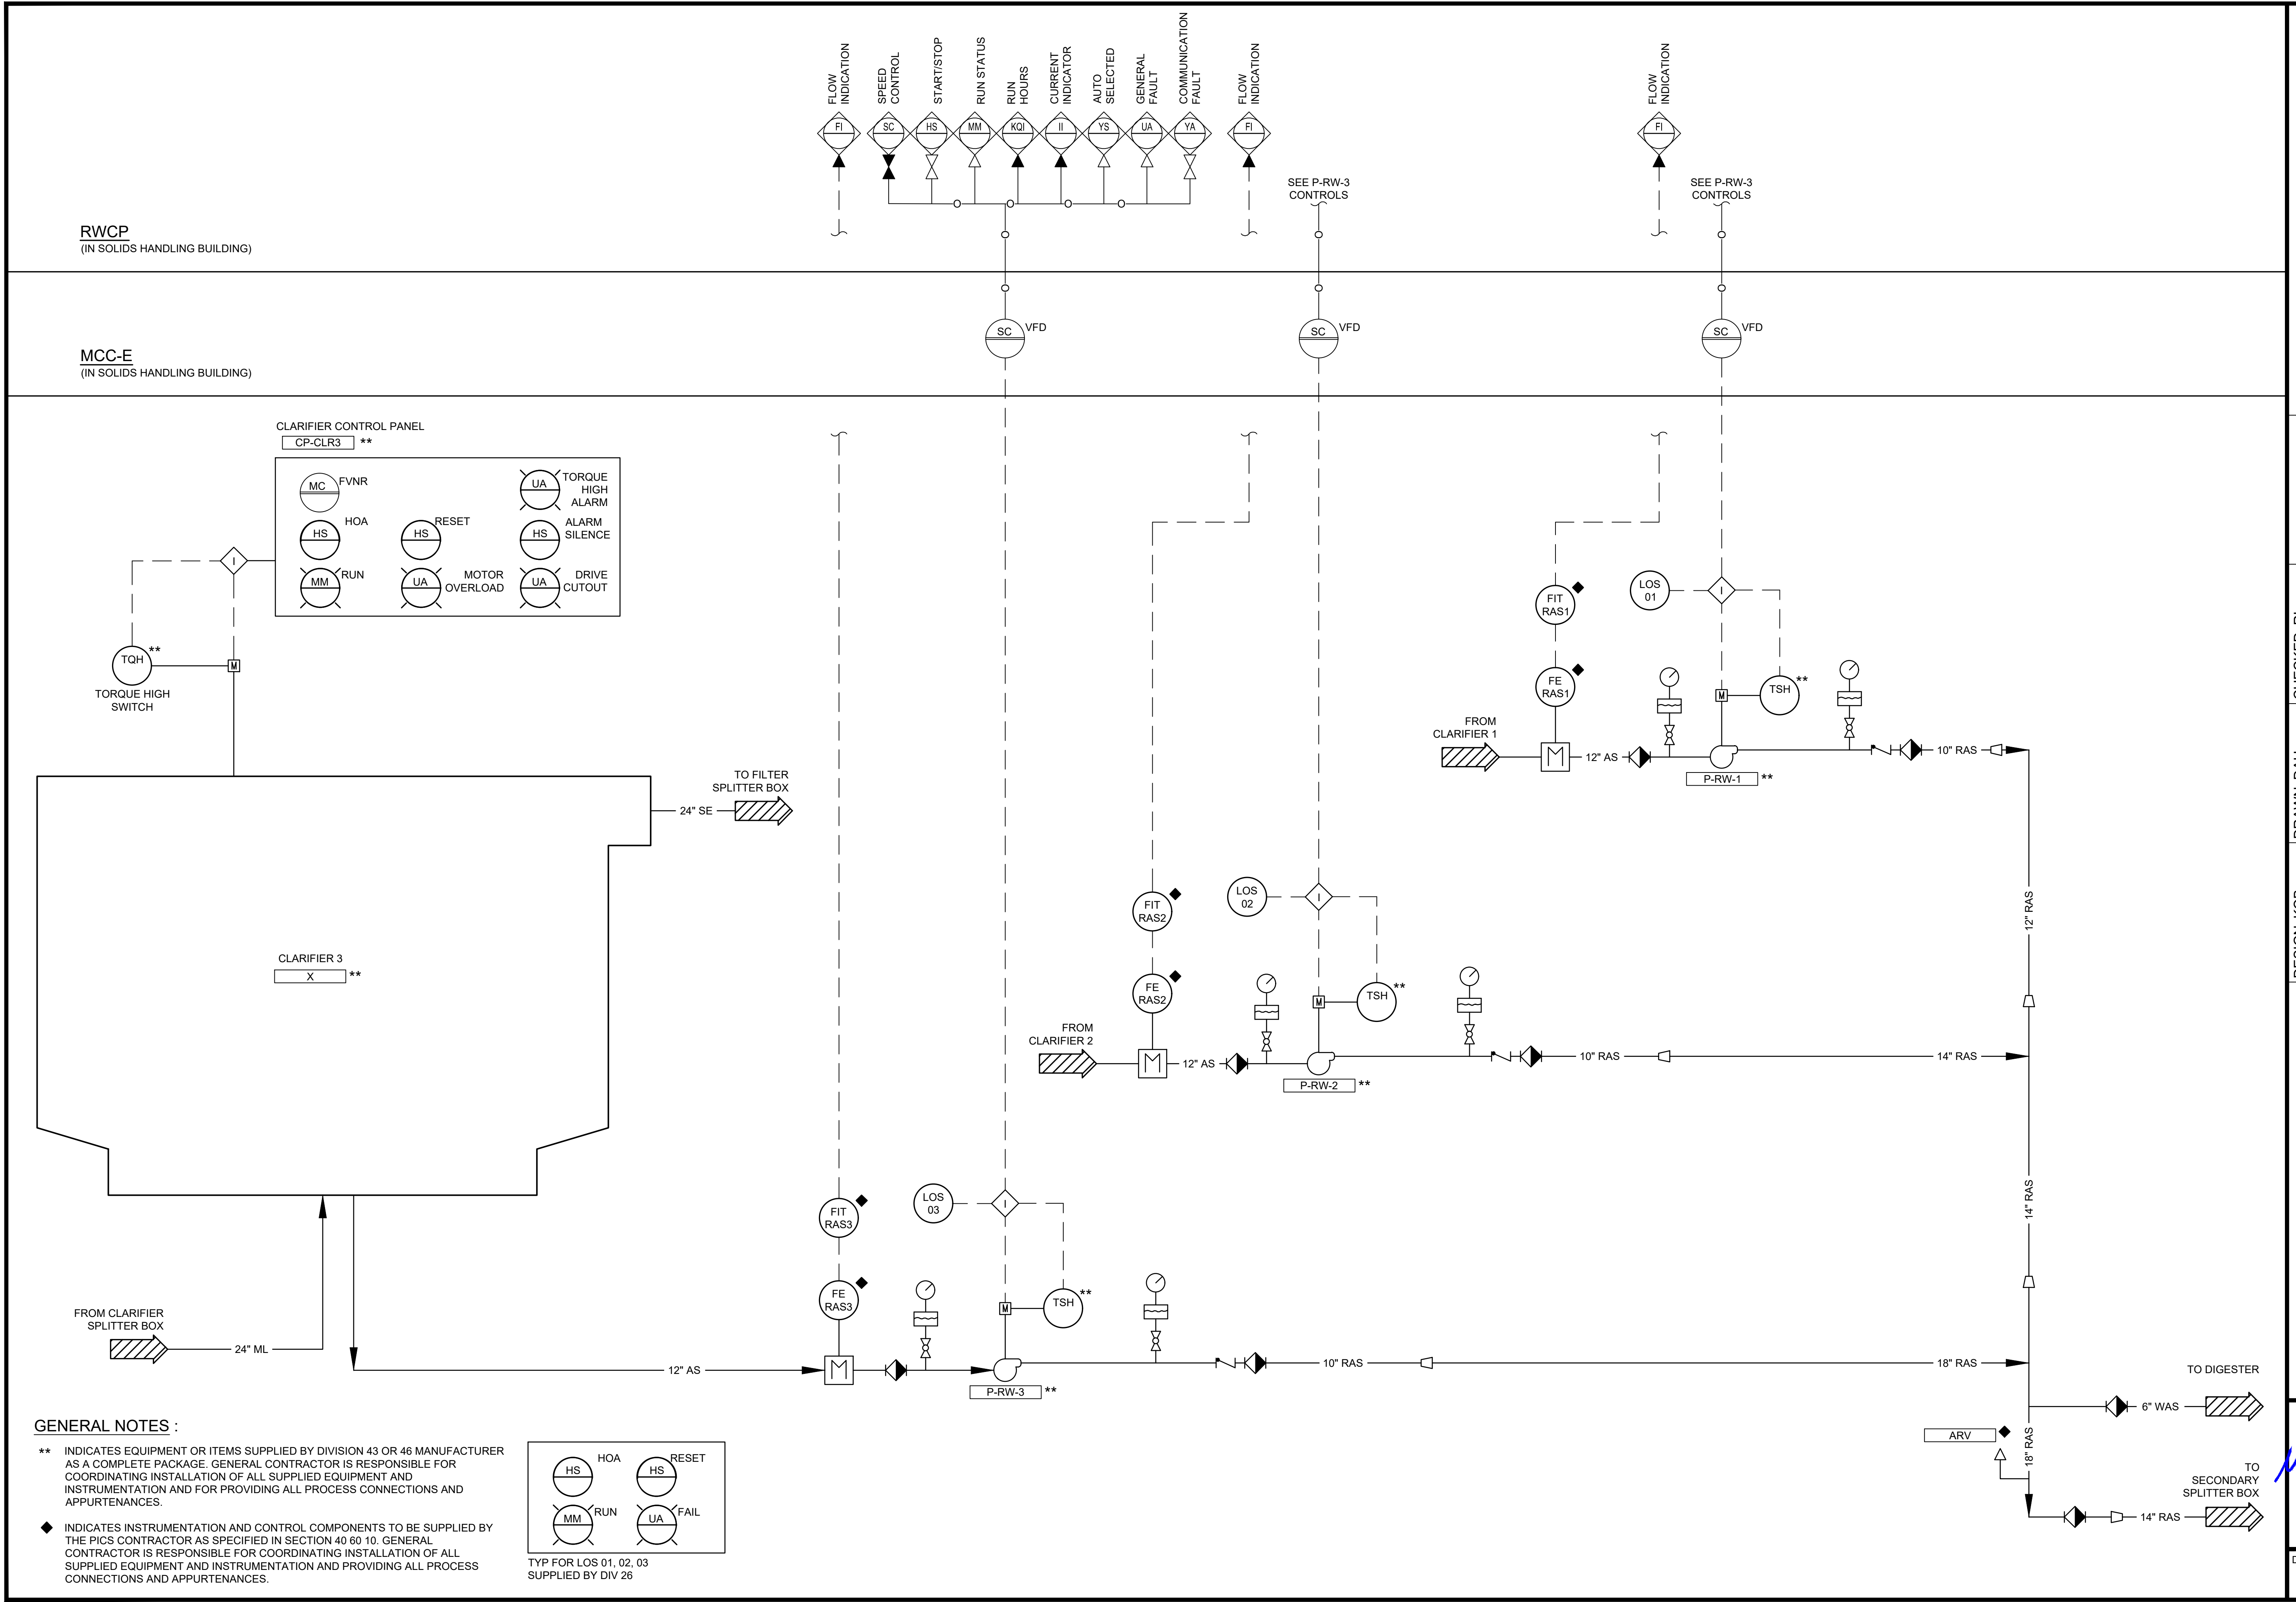 FLOW
INDICATION
SPEED
CONTROL
START/STOP
RUN STATUS
RUN
HOURS
CURRENT
INDICATOR
AUTO
SELECTED
GENERAL
FAULT
COMMUNICATION
FAULT
FLOW
INDICATION
FLOW
INDICATION
FI
SC
HS
MM
KQI
II
YS
UA
YA
FI
FI
SEE P-RW-3
CONTROLS
SEE P-RW-3
CONTROLS
RWCP
(IN SOLIDS HANDLING BUILDING)
SC
VFD
SC
VFD
SC
VFD
MCC-E
(IN SOLIDS HANDLING BUILDING)
CLARIFIER CONTROL PANEL
CP-CLR3 **
MC
FVNR
UA
TORQUE
HIGH
ALARM
HS
HOA
HS
RESET
HS
ALARM
SILENCE
MM
RUN
UA
MOTOR
OVERLOAD
UA
DRIVE
CUTOUT
I
TQH
**
M
TORQUE HIGH
SWITCH
FIT
RAS1
LOS
01
I
FE
RAS1
M
TSH
**
FROM
CLARIFIER 1
M
12" AS
10" RAS
P-RW-1 **
TO FILTER
SPLITTER BOX
24" SE
12" RAS
FIT
RAS2
LOS
02
I
FE
RAS2
M
TSH
**
FROM
CLARIFIER 2
M
12" AS
10" RAS
14" RAS
P-RW-2 **
CLARIFIER 3
X **
14" RAS
FIT
RAS3
LOS
03
I
FE
RAS3
M
TSH
**
FROM CLARIFIER
SPLITTER BOX
24" ML
12" AS
M
10" RAS
18" RAS
P-RW-3 **
TO DIGESTER
6" WAS
ARV
18" RAS
TO
SECONDARY
SPLITTER BOX
14" RAS
GENERAL NOTES :
** INDICATES EQUIPMENT OR ITEMS SUPPLIED BY DIVISION 43 OR 46 MANUFACTURER
AS A COMPLETE PACKAGE. GENERAL CONTRACTOR IS RESPONSIBLE FOR
COORDINATING INSTALLATION OF ALL SUPPLIED EQUIPMENT AND
INSTRUMENTATION AND FOR PROVIDING ALL PROCESS CONNECTIONS AND
APPURTENANCES.
INDICATES INSTRUMENTATION AND CONTROL COMPONENTS TO BE SUPPLIED BY
THE PICS CONTRACTOR AS SPECIFIED IN SECTION 40 60 10. GENERAL
CONTRACTOR IS RESPONSIBLE FOR COORDINATING INSTALLATION OF ALL
SUPPLIED EQUIPMENT AND INSTRUMENTATION AND PROVIDING ALL PROCESS
CONNECTIONS AND APPURTENANCES.
HS
HOA
HS
RESET
MM
RUN
UA
FAIL
TYP FOR LOS 01, 02, 03
SUPPLIED BY DIV 26